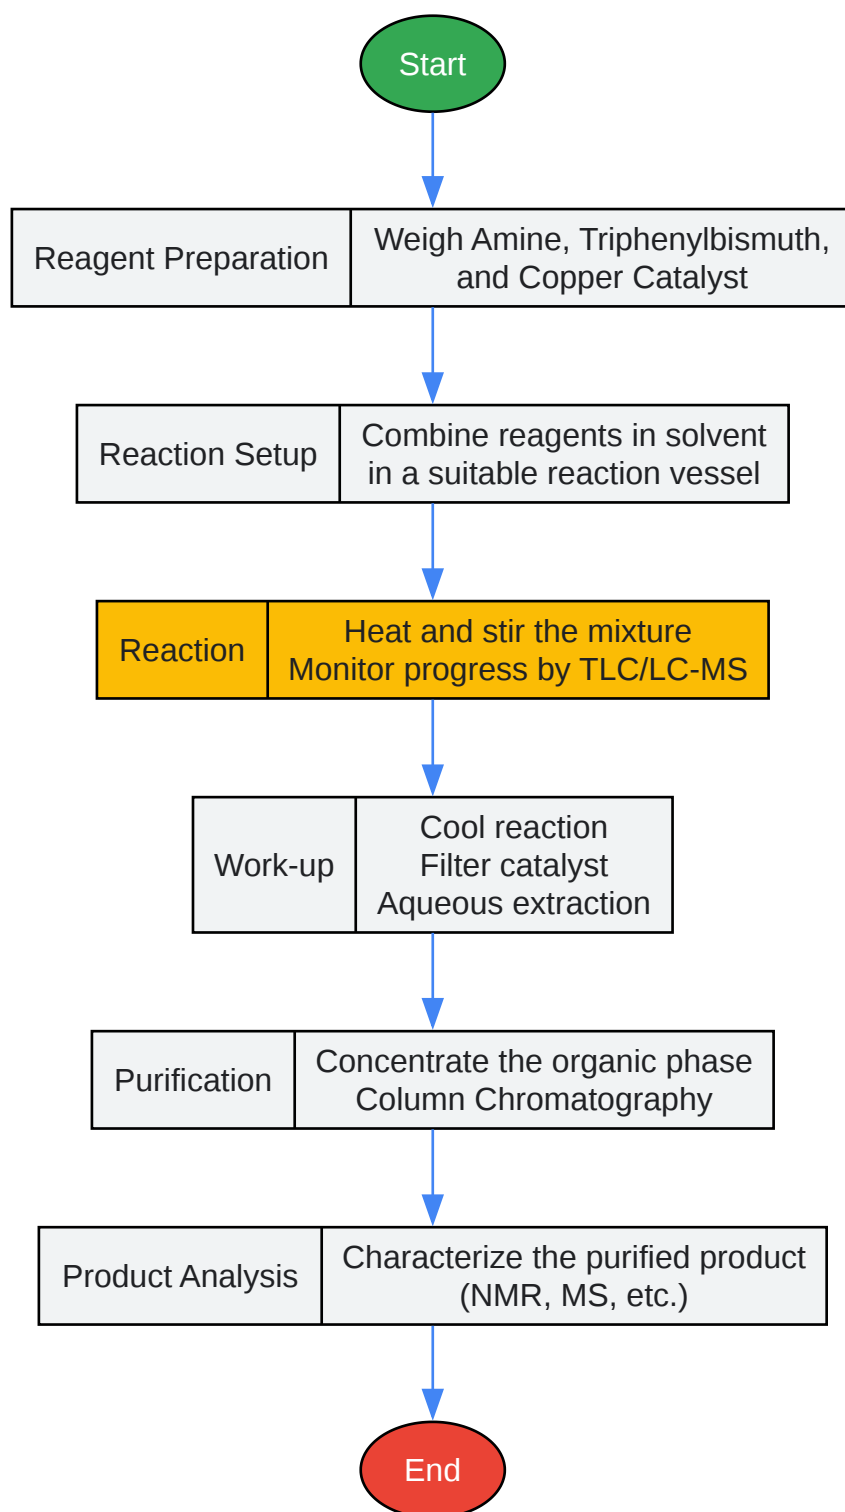 Start
Reagent Preparation
Weigh Amine, Triphenylbismuth,
and Copper Catalyst
Reaction Setup
Combine reagents in solvent
in a suitable reaction vessel
Reaction
Heat and stir the mixture
Monitor progress by TLC/LC-MS
Work-up
Cool reaction
Filter catalyst
Aqueous extraction
Purification
Concentrate the organic phase
Column Chromatography
Product Analysis
Characterize the purified product
(NMR, MS, etc.)
End